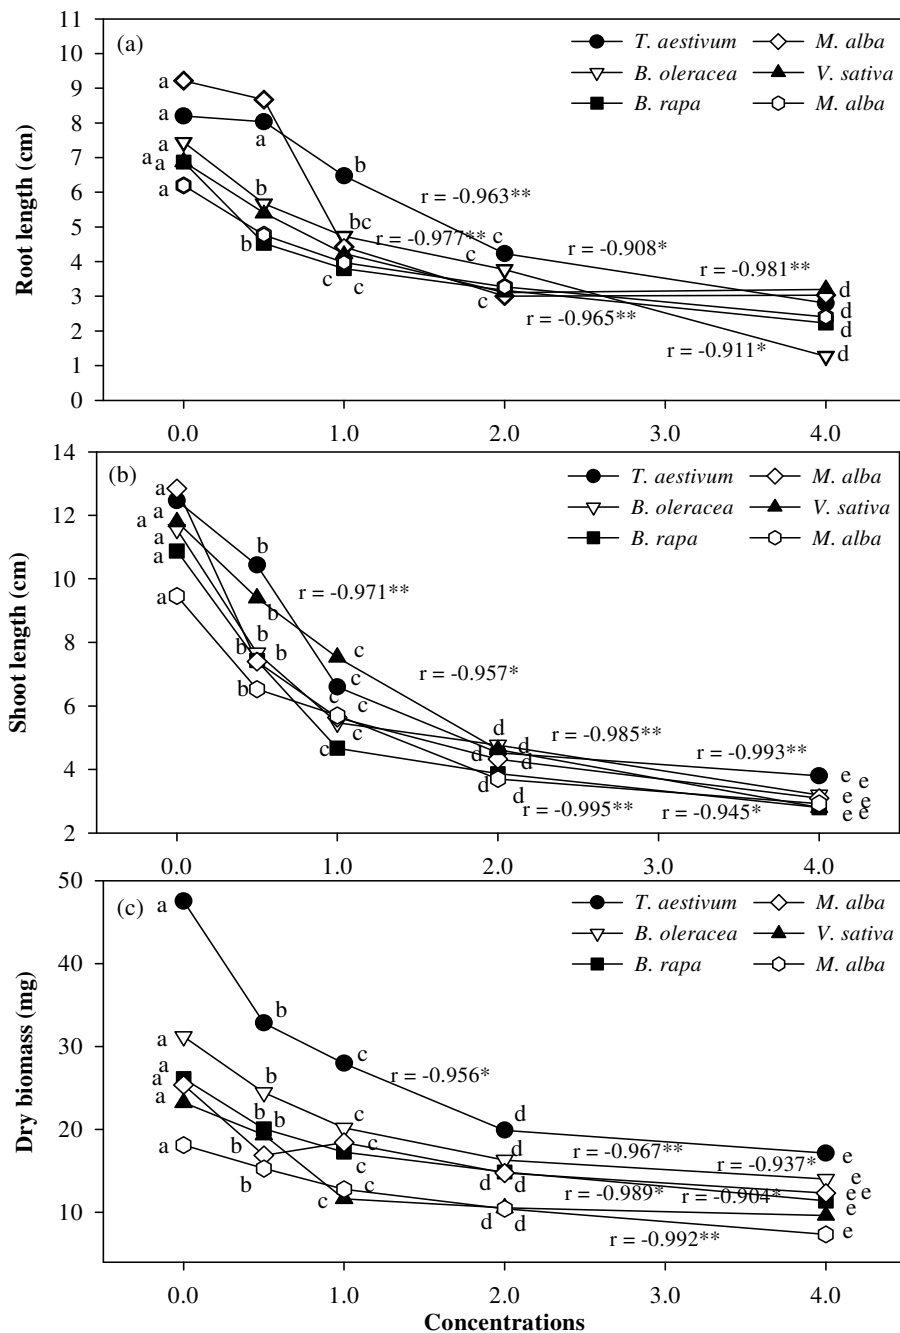 (a)
T. aestivum M. alba
B. oleracea V. sativa
B. rapa M. alba
Root length (cm)
11
10
9
8
7
6
5
4
3
2
1
0
a
a
a
a
a a
a
b
b
b
bc
c
c
c
c
c
c
d
d
d
d
r = -0.963**
r = -0.977**
r = -0.908*
r = -0.981**
r = -0.965**
r = -0.911*
0.0 1.0 2.0 3.0 4.0
(b)
T. aestivum M. alba
B. oleracea V. sativa
B. rapa M. alba
Shoot length (cm)
14
12
10
8
6
4
2
a
a
a
a
a
a
b
b
b
b
b
b
c
c
c
c
c
d
d
d
d
d
d
e e
e e
e e
r = -0.971**
r = -0.957*
r = -0.985**
r = -0.993**
r = -0.995**
r = -0.945*
0.0 1.0 2.0 3.0 4.0
(c)
T. aestivum M. alba
B. oleracea V. sativa
B. rapa M. alba
Dry biomass (mg)
50
40
30
20
10
a
a
a
a
a
a
b
b
b b
b
b
c
c
c
c
c c
d
d
d d
d d
e
e
e e
e
e
r = -0.956*
r = -0.967**
r = -0.937*
r = -0.989*
r = -0.904*
r = -0.992**
0.0 1.0 2.0 3.0 4.0
Concentrations